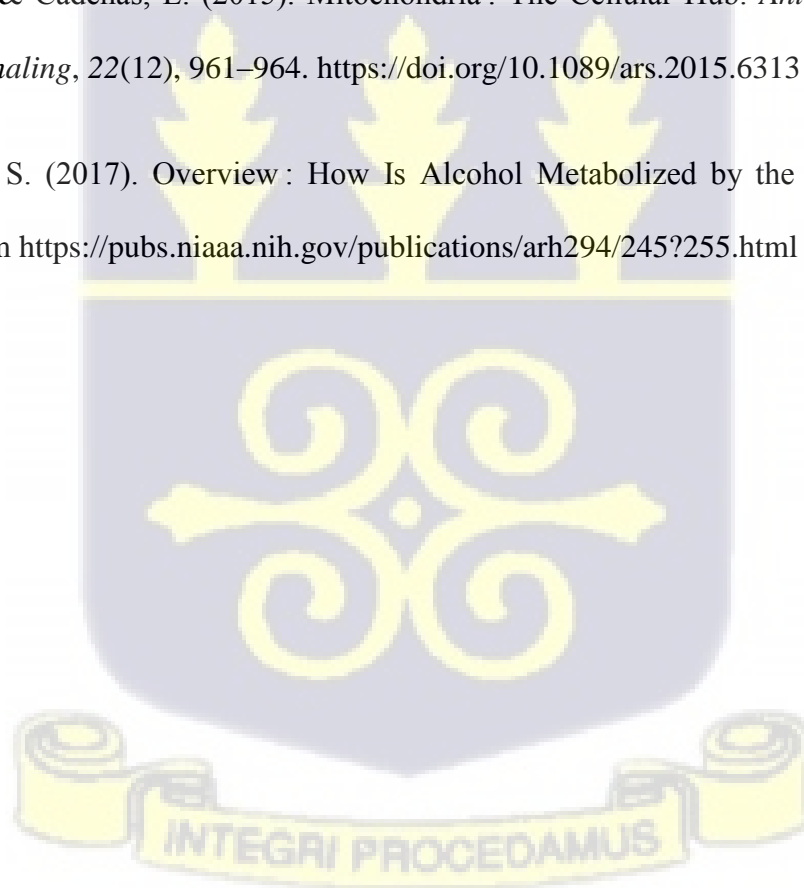 & Cadenas, E. (2015). Mitochondria : The Cellular Hub.
naling, 22(12), 961–964. https://doi.org/10.1089/ars.2015.6313
S. (2017). Overview : How Is Alcohol Metabolized by the
https://pubs.niaaa.nih.gov/publications/arh294/245?255.html
INTEGRI PROCEDAMUS